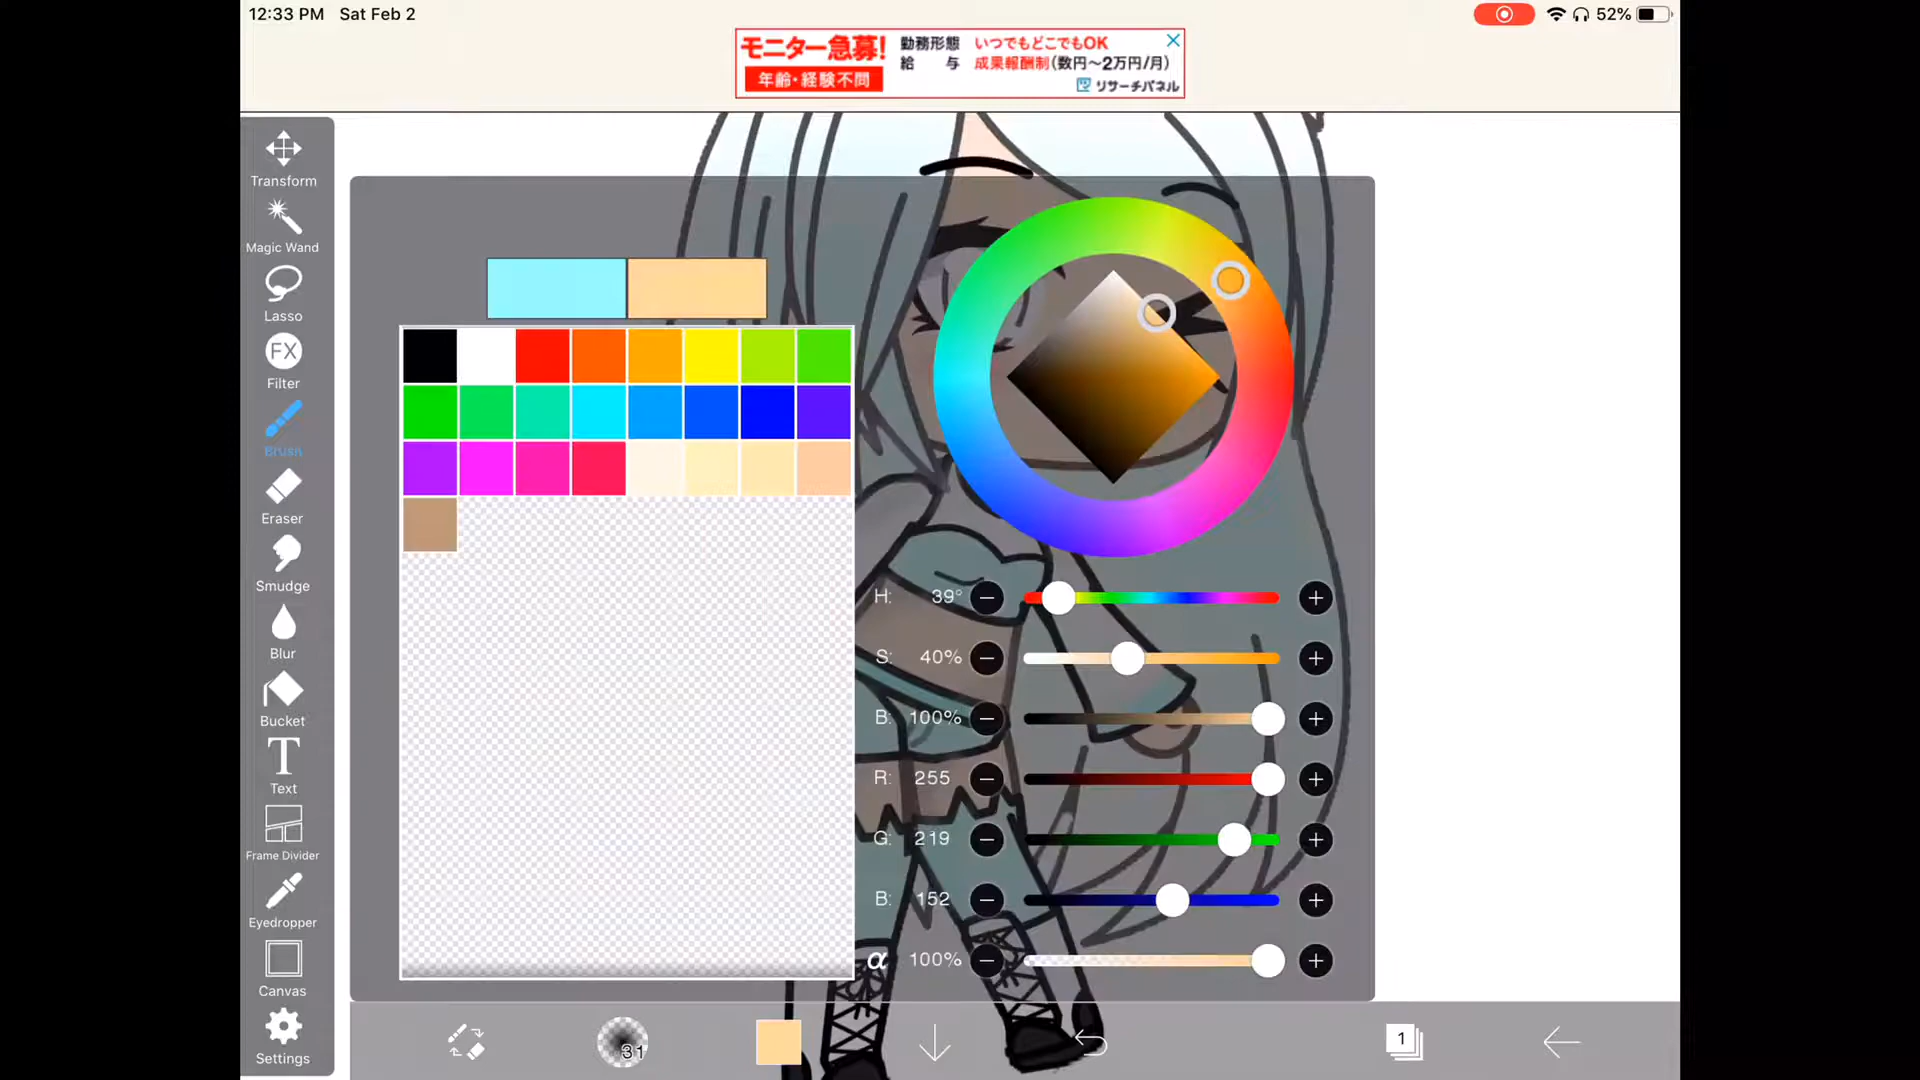 12:33 PM Sat Feb 2
52%
モニター急募!
年齢・経験不問
勤務形態 いつでもどこでもOK
給与 成果報酬制(数円～2万円/月)
リサーチパネル
Transform
Magic Wand
Lasso
FX
Filter
Brush
Eraser
Smudge
Blur
Bucket
T
Text
Frame Divider
Eyedropper
Canvas
Settings
H: 39°
S: 40%
B: 100%
R: 255
G: 219
B: 152
α 100%
31
1